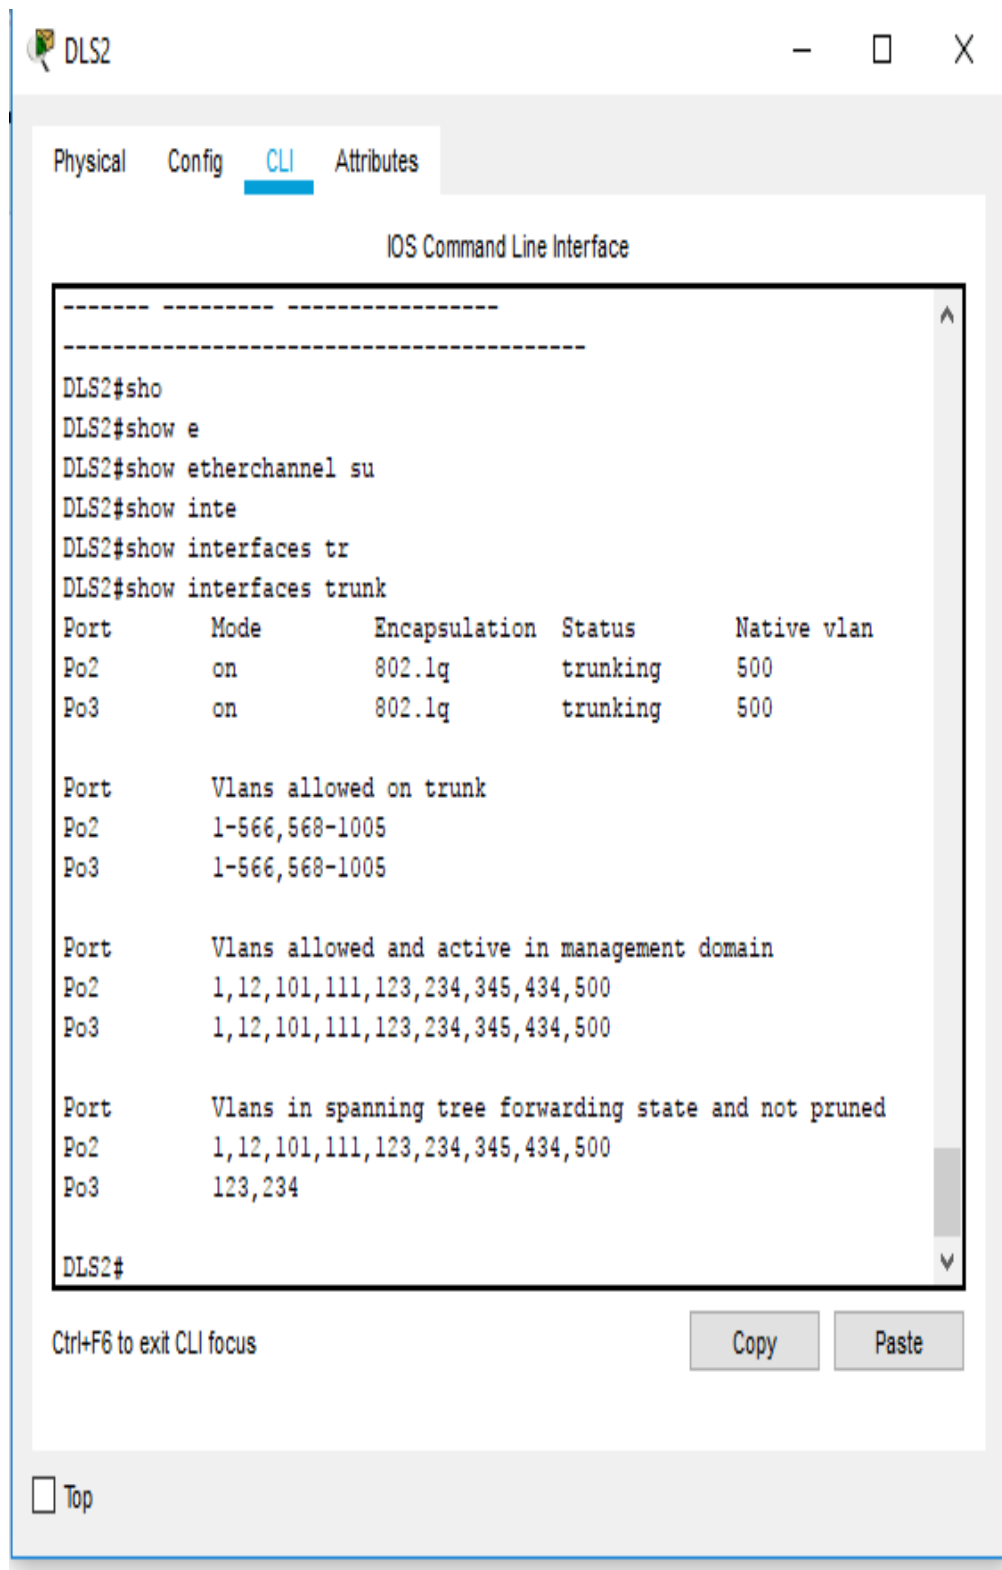 DLS2
Physical Config CLI Attributes
IOS Command Line Interface
------- --------- -----------------
------------------------------------------
DLS2#sho
DLS2#show e
DLS2#show etherchannel su
DLS2#show inte
DLS2#show interfaces tr
DLS2#show interfaces trunk
Port Mode Encapsulation Status Native vlan
Po2 on 802.1q trunking 500
Po3 on 802.1q trunking 500
Port Vlans allowed on trunk
Po2 1-566,568-1005
Po3 1-566,568-1005
Port Vlans allowed and active in management domain
Po2 1,12,101,111,123,234,345,434,500
Po3 1,12,101,111,123,234,345,434,500
Port Vlans in spanning tree forwarding state and not pruned
Po2 1,12,101,111,123,234,345,434,500
Po3 123,234
DLS2#
Ctrl+F6 to exit CLI focus
Copy Paste
Top